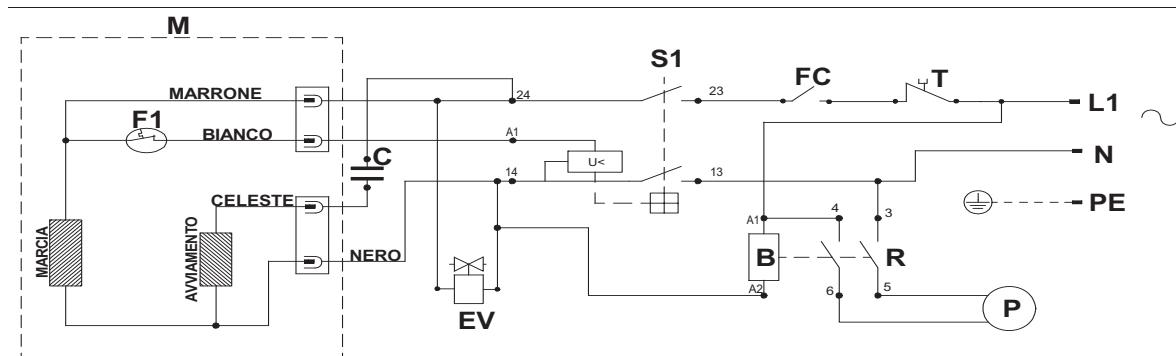 M
S1
MARRONE
24
23
FC
T
L1
F1
BIANCO
A1
C
U<
N
14
13
CELESTE
PE
MARCIA
AVVIAMENTO
NERO
A1
4
3
B
R
A2
6
5
EV
P